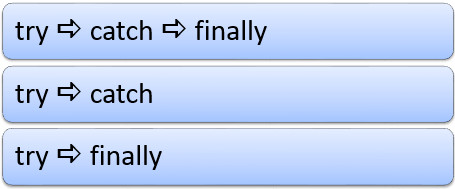 try ⇨ catch ⇨ finally
try ⇨ catch
try ⇨ finally